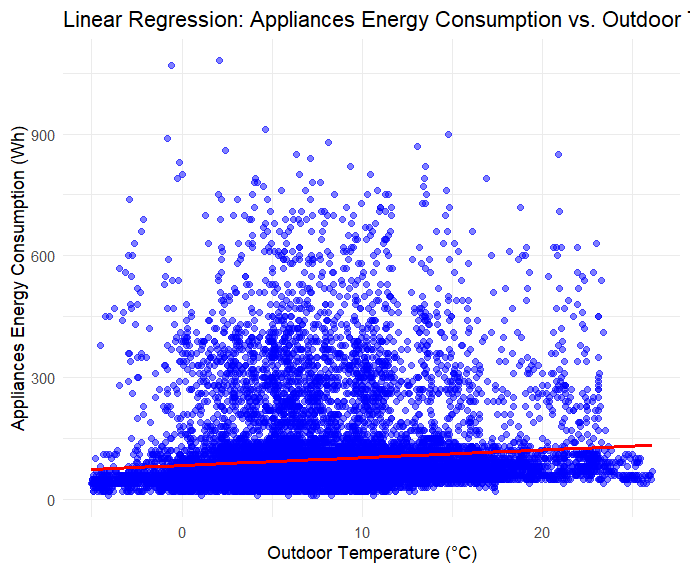 Linear Regression: Appliances Energy Consumption vs. Outdoor
Appliances Energy Consumption (Wh)
900
600
300
0
0 10 20
Outdoor Temperature (°C)